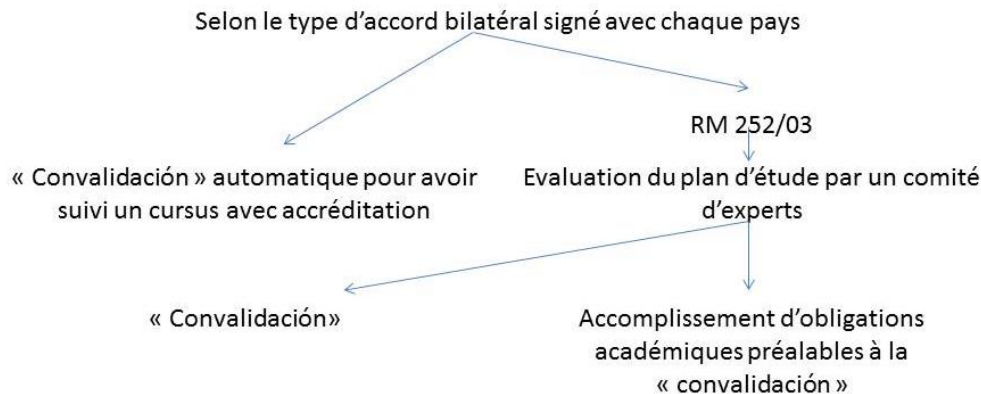 Selon le type d’accord bilatéral signé avec chaque pays
RM 252/03
« Convalidación » automatique pour avoir
suivi un cursus avec accréditation
Evaluation du plan d’étude par un comité
d’experts
« Convalidación»
Accomplissement d’obligations
académiques préalables à la
« convalidación »